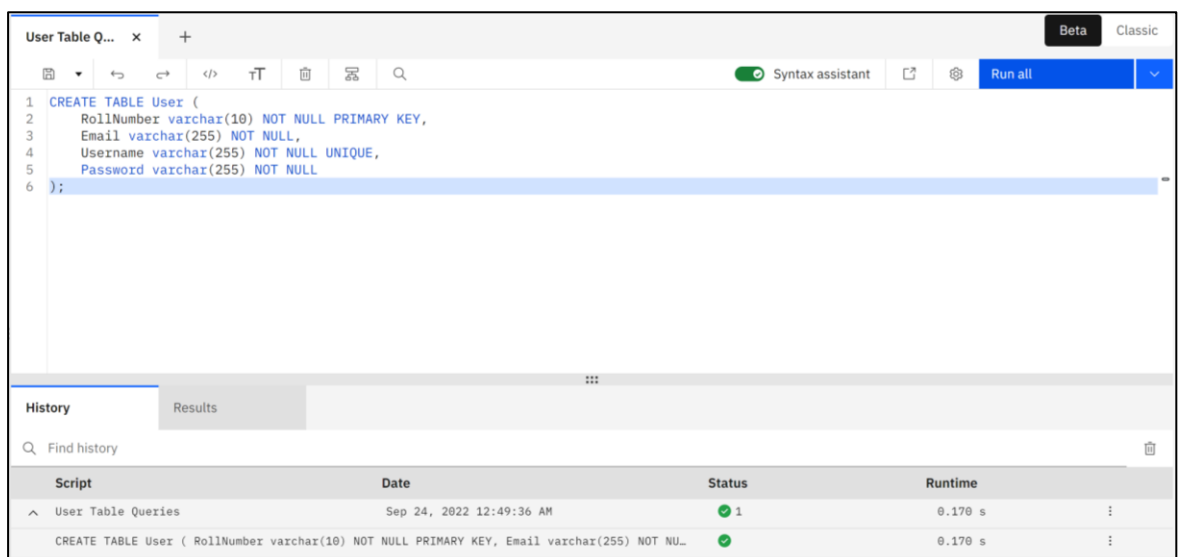 User Table Q... ×
+
Beta
Classic
Syntax assistant
Run all
1 CREATE TABLE User (
2 RollNumber varchar(10) NOT NULL PRIMARY KEY,
3 Email varchar(255) NOT NULL,
4 Username varchar(255) NOT NULL UNIQUE,
5 Password varchar(255) NOT NULL
6 );
History Results
Find history
Script Date Status Runtime
User Table Queries Sep 24, 2022 12:49:36 AM 1 0.170 s
CREATE TABLE User ( RollNumber varchar(10) NOT NULL PRIMARY KEY, Email varchar(255) NOT NU… 0.170 s